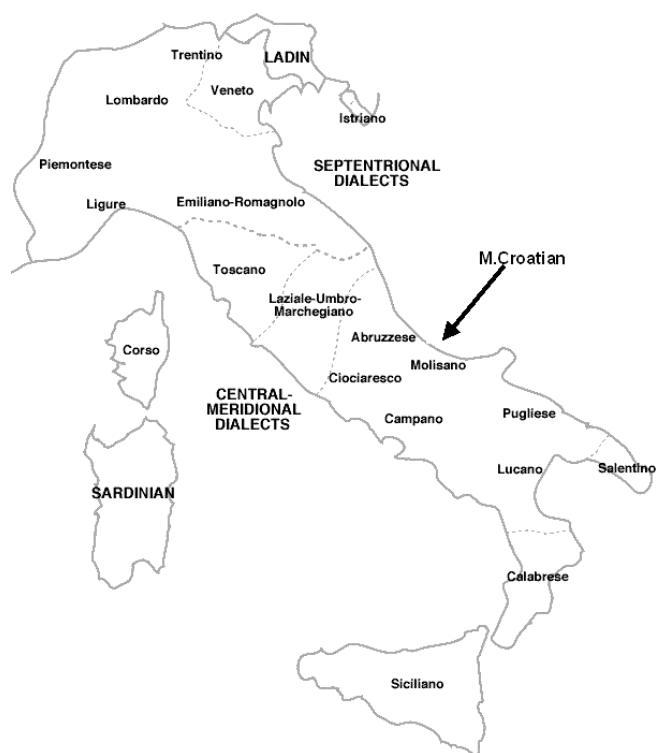 Trentino
LADIN
Lombardo
Veneto
Istriano
Piemontese
SEPTENTRIONAL
DIALECTS
Ligure
Emiliano-Romagnolo
M.Croatian
Toscano
Laziale-Umbro-
Marchegiano
Corso
Abruzzese
Molisano
Ciociaresco
CENTRAL-
MERIDIONAL
DIALECTS
Campano
Pugliese
Lucano
Salentino
SARDINIAN
Calabrese
Siciliano